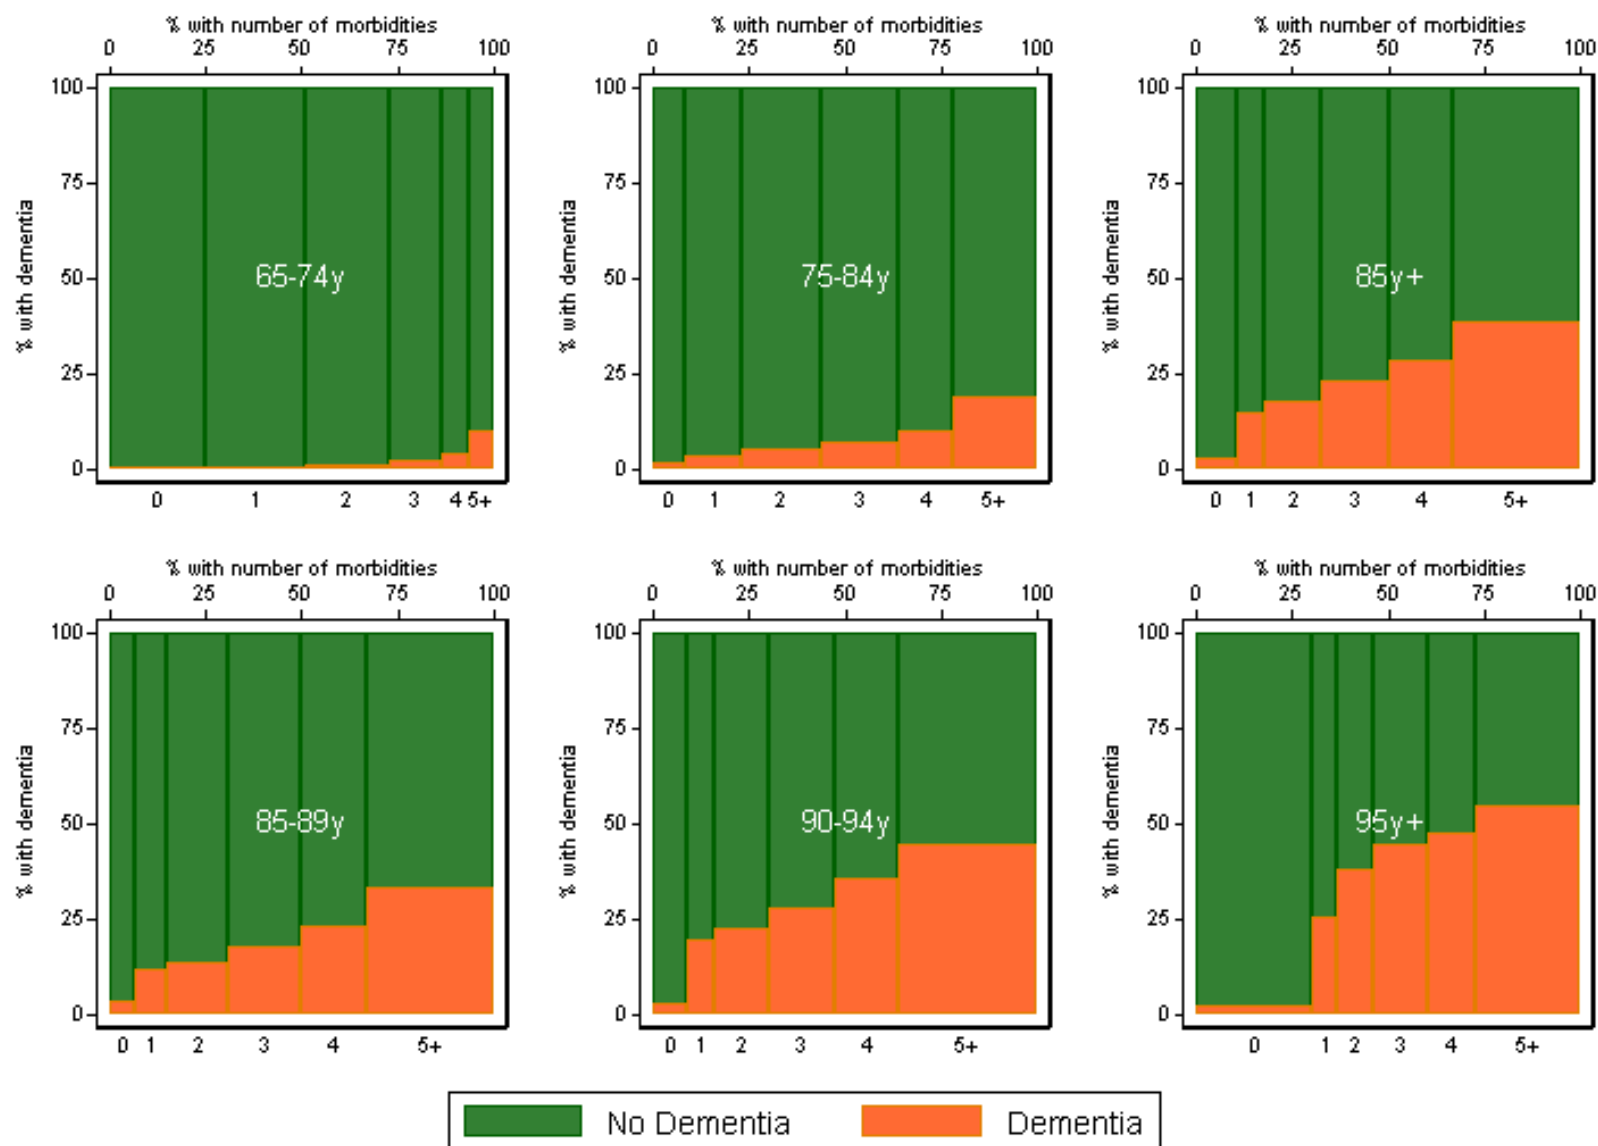 % with number of morbidities
0 25 50 75 100
100
75
50
25
0
% with dementia
65-74y
0 1 2 3 4 5+
% with number of morbidities
0 25 50 75 100
100
75
50
25
0
% with dementia
75-84y
0 1 2 3 4 5+
% with number of morbidities
0 25 50 75 100
100
75
50
25
0
% with dementia
85y+
0 1 2 3 4 5+
% with number of morbidities
0 25 50 75 100
100
75
50
25
0
% with dementia
85-89y
0 1 2 3 4 5+
% with number of morbidities
0 25 50 75 100
100
75
50
25
0
% with dementia
90-94y
0 1 2 3 4 5+
% with number of morbidities
0 25 50 75 100
100
75
50
25
0
% with dementia
95y+
0 1 2 3 4 5+
No Dementia Dementia